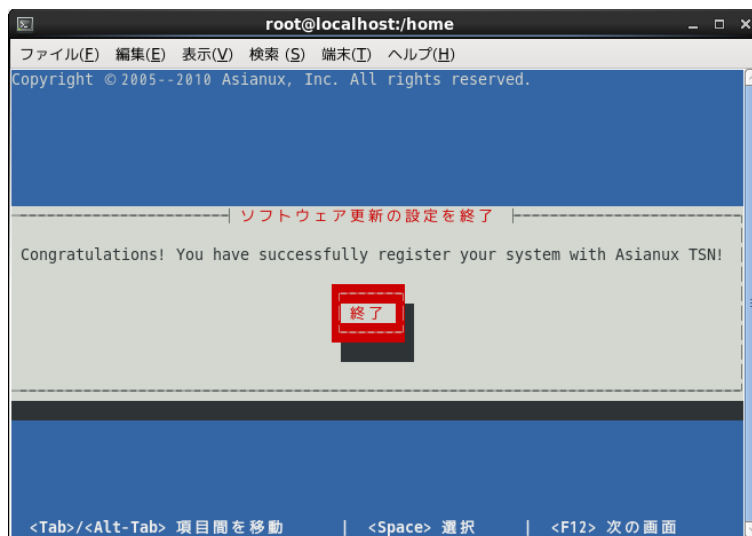 root@localhost:/home
ファイル(F) 編集(E) 表示(V) 検索 (S) 端末(T) ヘルプ(H)
Copyright © 2005--2010 Asianux, Inc. All rights reserved.
ソフトウェア更新の設定を終了
Congratulations! You have successfully register your system with Asianux TSN!
終了
<Tab>/<Alt-Tab> 項目間を移動 | <Space> 選択 | <F12> 次の画面